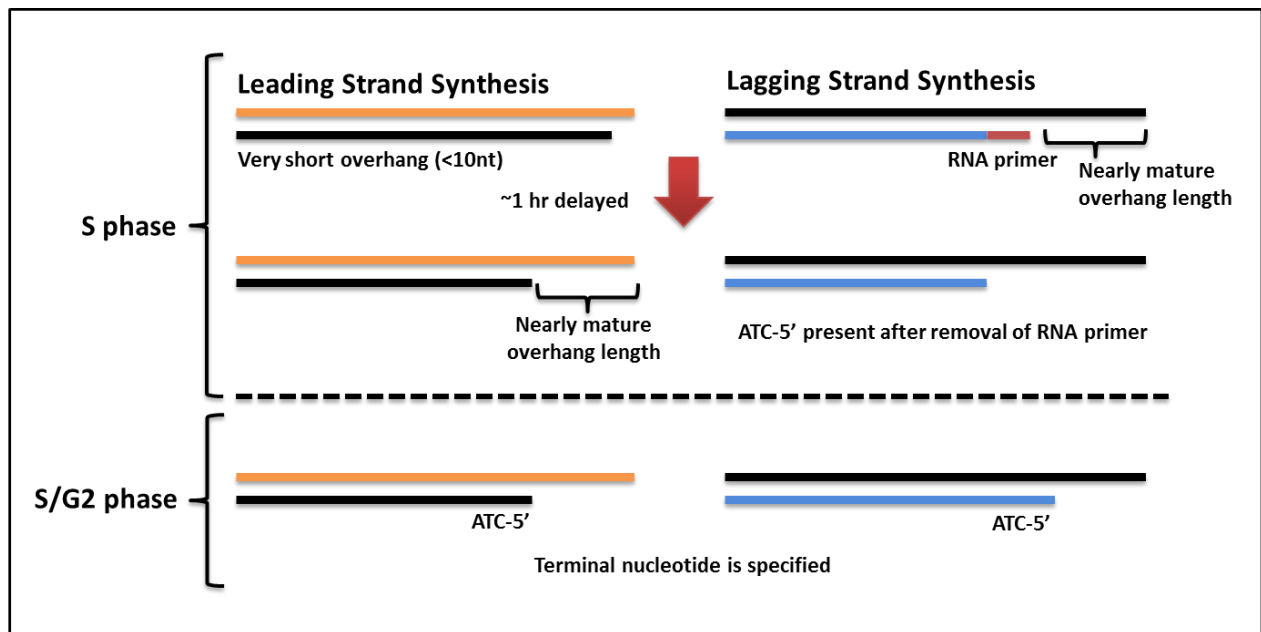 Leading Strand Synthesis
Lagging Strand Synthesis
Very short overhang (<10nt)
RNA primer
Nearly mature
overhang length
~1 hr delayed
S phase
Nearly mature
overhang length
ATC-5’ present after removal of RNA primer
S/G2 phase
ATC-5’
ATC-5’
Terminal nucleotide is specified